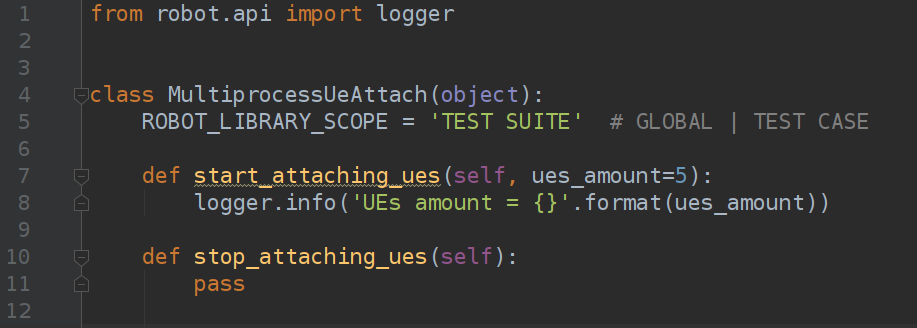 1 from robot.api import logger
2
3
4 class MultiprocessUeAttach(object):
5     ROBOT_LIBRARY_SCOPE = 'TEST SUITE'  # GLOBAL | TEST CASE
6
7     def start_attaching_ues(self, ues_amount=5):
8         logger.info('UEs amount = {}'.format(ues_amount))
9
10     def stop_attaching_ues(self):
11         pass
12